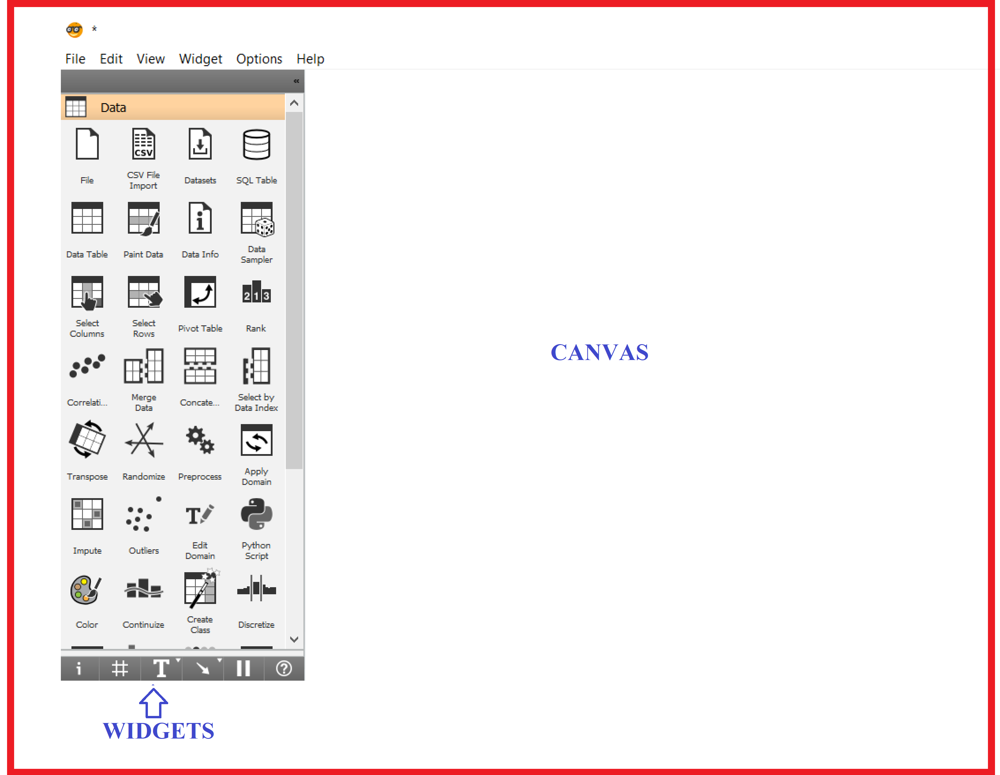 *
File Edit View Widget Options Help
«
Data
CSV
File
CSV File
Import
Datasets
SQL Table
i
Data Table
Paint Data
Data Info
Data
Sampler
2 1 3
Select
Columns
Select
Rows
Pivot Table
Rank
CANVAS
Correlati...
Merge
Data
Concate...
Select by
Data Index
Transpose
Randomize
Preprocess
Apply
Domain
T
Impute
Outliers
Edit
Domain
Python
Script
Color
Continuize
Create
Class
Discretize
i # T ?
WIDGETS